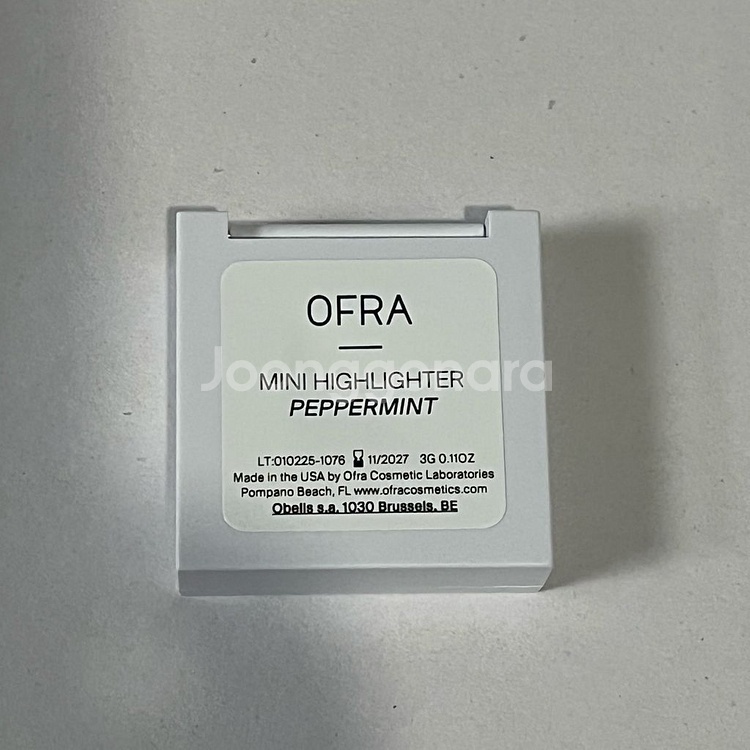 OFRA
Joonggonara
MINI HIGHLIGHTER
PEPPERMINT
LT:010225-1076 11/2027 3G 0.11OZ
Made in the USA by Ofra Cosmetic Laboratories
Pompano Beach, FL www.ofracosmetics.com
Obelis s.a. 1030 Brussels, BE